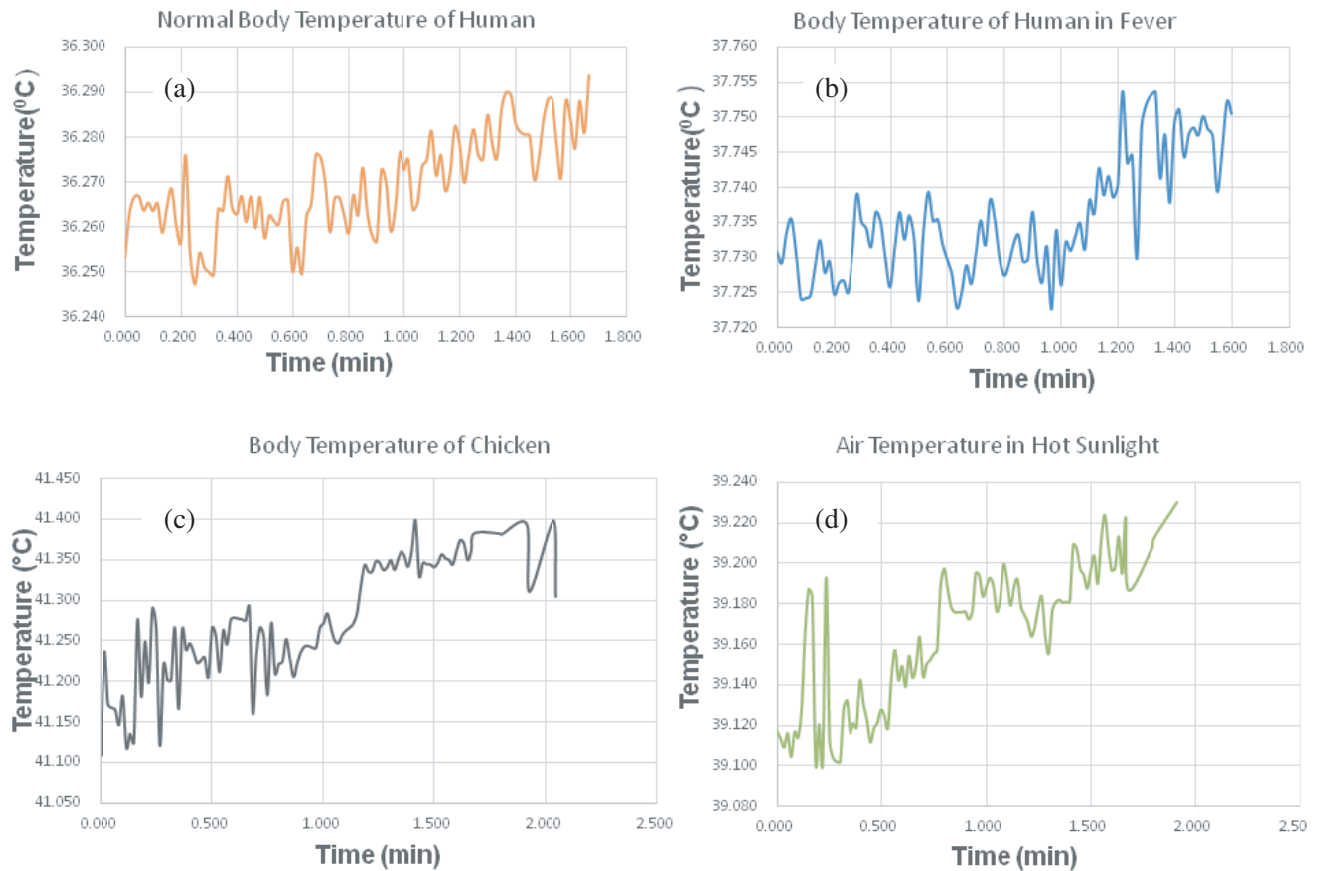 Normal Body Temperature of Human
Temperature(⁰C)
(a)
36.300
36.290
36.280
36.270
36.260
36.250
36.240
0.000 0.200 0.400 0.600 0.800 1.000 1.200 1.400 1.600 1.800
Time (min)
Body Temperature of Human in Fever
Temperature(⁰C )
(b)
37.760
37.755
37.750
37.745
37.740
37.735
37.730
37.725
37.720
0.000 0.200 0.400 0.600 0.800 1.000 1.200 1.400 1.600 1.800
Time (min)
Body Temperature of Chicken
Temperature (°C)
(c)
41.450
41.400
41.350
41.300
41.250
41.200
41.150
41.100
41.050
0.000 0.500 1.000 1.500 2.000 2.500
Time (min)
Air Temperature in Hot Sunlight
Temperature (°C)
(d)
39.240
39.220
39.200
39.180
39.160
39.140
39.120
39.100
39.080
0.000 0.500 1.000 1.500 2.000 2.50
Time (min)